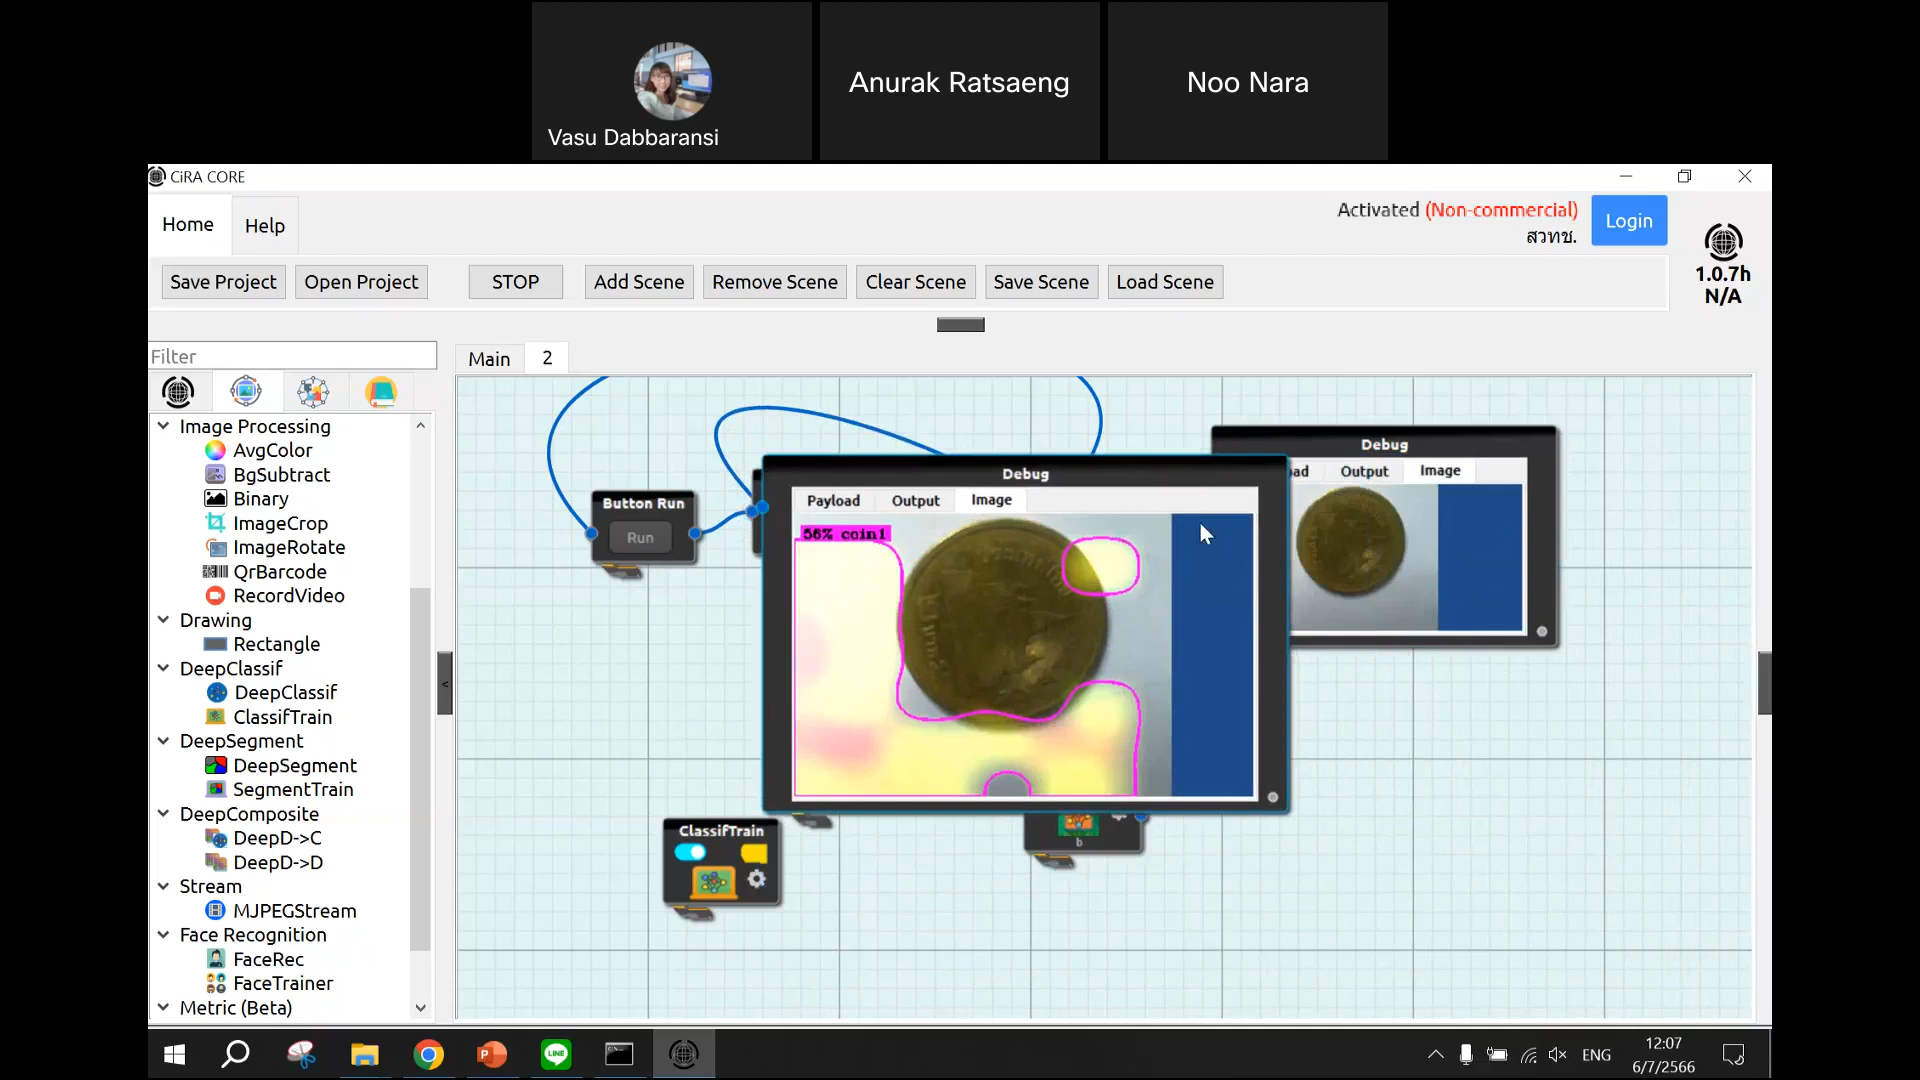 Vasu Dabbaransi
Anurak Ratsaeng
Noo Nara
CiRA CORE
Home
Help
Activated (Non-commercial)
สวทช.
Login
1.0.7h
N/A
Save Project
Open Project
STOP
Add Scene
Remove Scene
Clear Scene
Save Scene
Load Scene
Filter
Main
2
Image Processing
AvgColor
BgSubtract
Binary
ImageCrop
ImageRotate
QrBarcode
RecordVideo
Drawing
Rectangle
DeepClassif
DeepClassif
ClassifTrain
DeepSegment
DeepSegment
SegmentTrain
DeepComposite
DeepD->C
DeepD->D
Stream
MJPEGStream
Face Recognition
FaceRec
FaceTrainer
Metric (Beta)
Button Run
Run
Debug
Payload
Output
Image
56% coin1
Debug
ad
Output
Image
ClassifTrain
b
<
LINE
ENG
12:07
6/7/2566